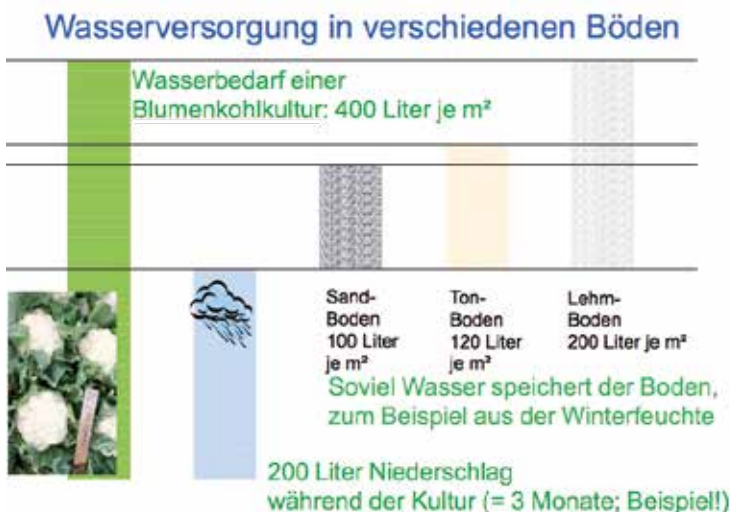 Wasserversorgung in verschiedenen Böden
Wasserbedarf einer
Blumenkohlkultur: 400 Liter je m²
Sand-
Boden
100 Liter
je m²
Ton-
Boden
120 Liter
je m²
Lehm-
Boden
200 Liter je m²
Soviel Wasser speichert der Boden,
zum Beispiel aus der Winterfeuchte
200 Liter Niederschlag
während der Kultur (= 3 Monate; Beispiel!)